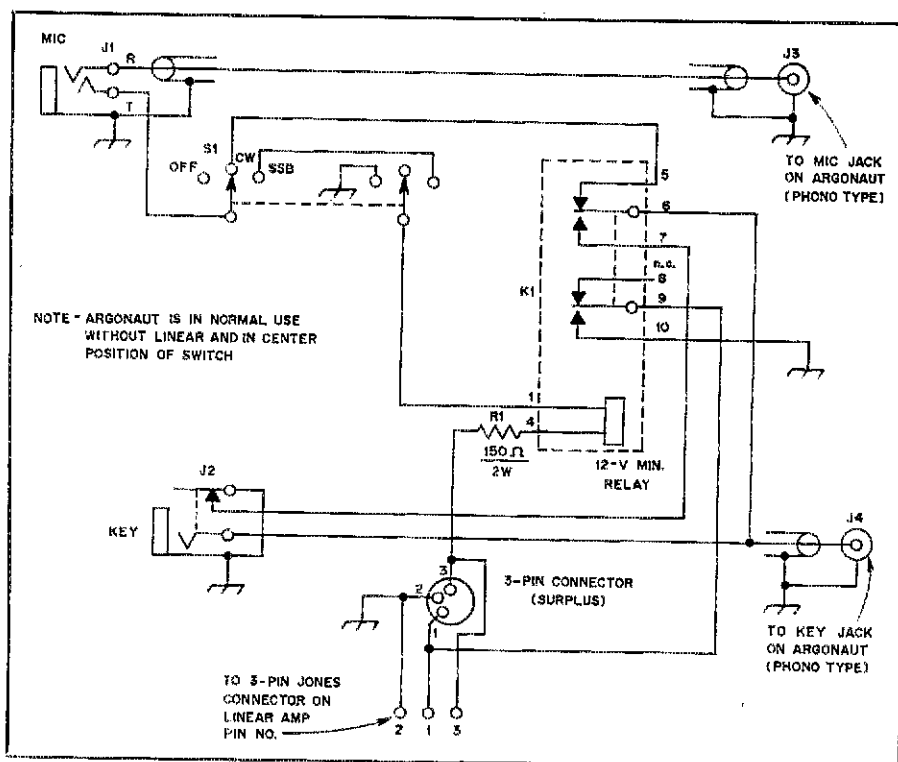 MIC
J1
R
T
J3
TO MIC JACK
ON ARGONAUT
(PHONO TYPE)
S1
OFF
CW
SSB
5
6
7
n.c.
8
9
10
K1
NOTE - ARGONAUT IS IN NORMAL USE
WITHOUT LINEAR AND IN CENTER
POSITION OF SWITCH
1
R1
4
150 Ω
2W
12-V MIN.
RELAY
J2
KEY
J4
3
2
1
3-PIN CONNECTOR
(SURPLUS)
TO KEY JACK
ON ARGONAUT
(PHONO TYPE)
TO 3-PIN JONES
CONNECTOR ON
LINEAR AMP
PIN NO.
2 1 3